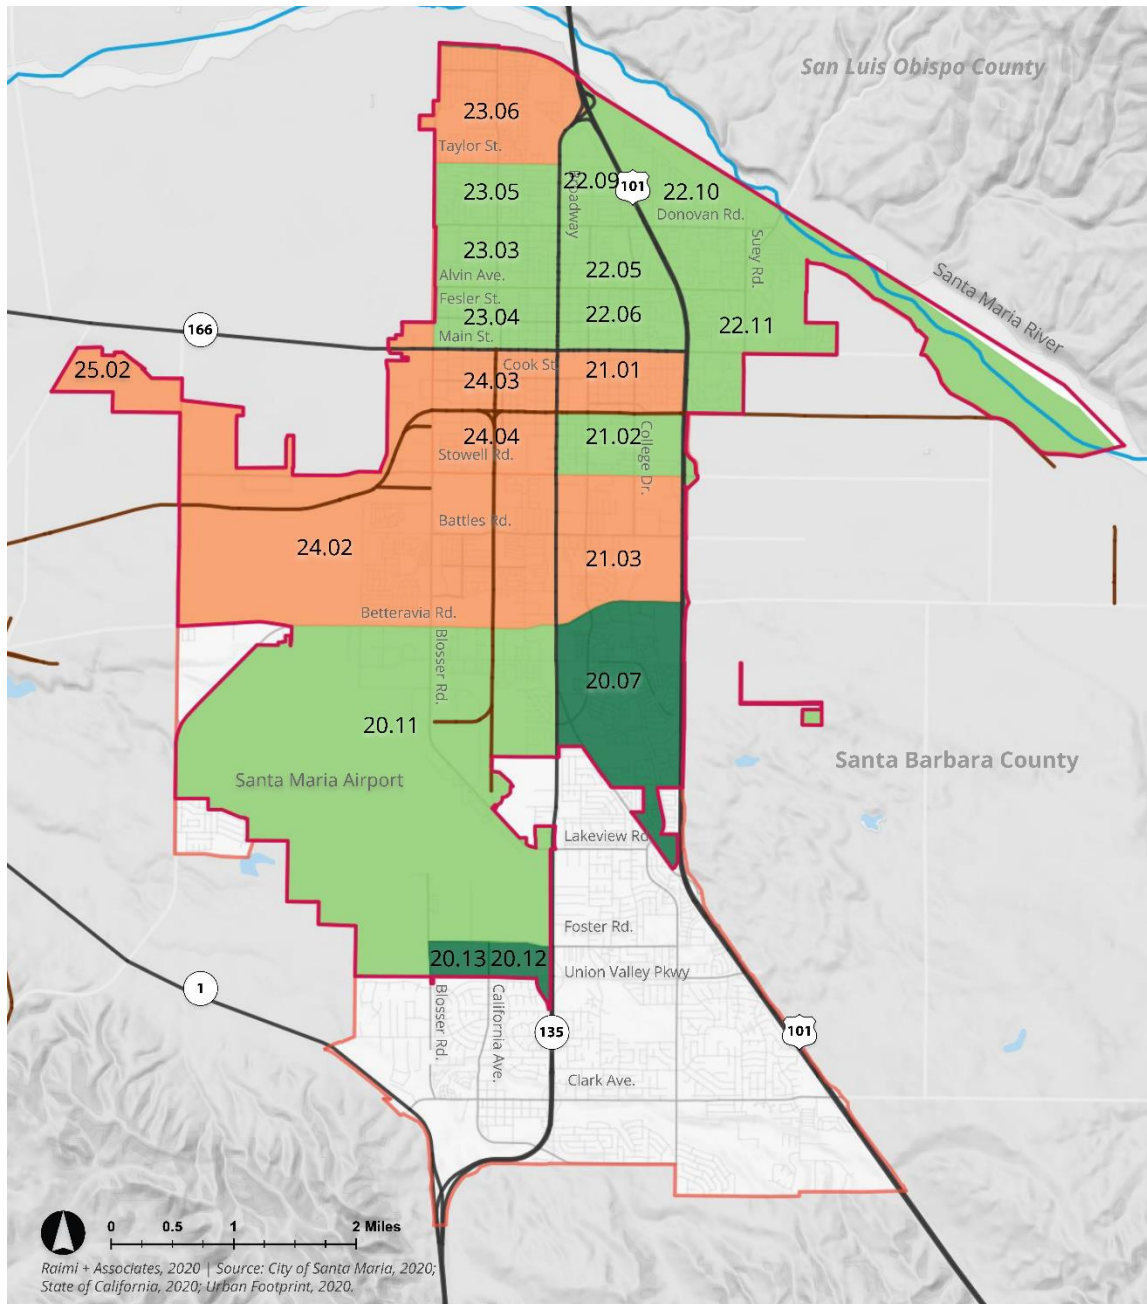 San Luis Obispo County
23.06
Taylor St.
23.05
22.09
101
22.10
Broadway
Donovan Rd.
23.03
Suey Rd.
22.05
Alvin Ave.
Santa Maria River
Fesler St.
23.04
22.06
22.11
166
Main St.
Cook St.
25.02
24.03
21.01
24.04
21.02
College Dr.
Stowell Rd.
Battles Rd.
24.02
21.03
Betteravia Rd.
Blosser Rd.
20.07
20.11
Santa Maria Airport
Santa Barbara County
Lakeview Rd
Foster Rd.
20.13
20.12
Union Valley Pkwy
1
Blosser Rd.
California Ave.
135
101
Clark Ave.
0 0.5 1 2 Miles
Raimi + Associates, 2020 | Source: City of Santa Maria, 2020;
State of California, 2020; Urban Footprint, 2020.